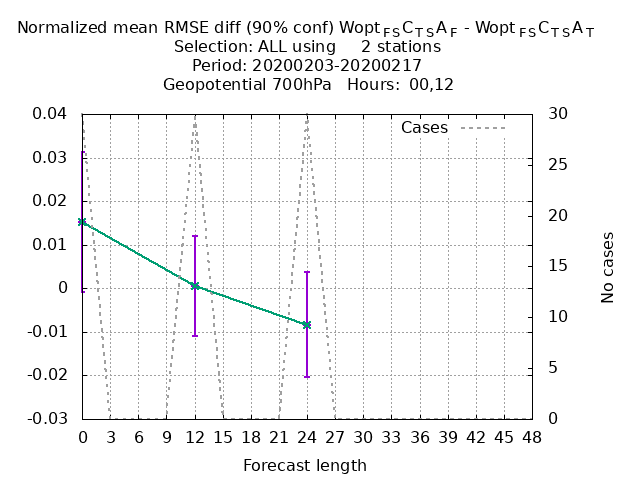 Normalized mean RMSE diff (90% conf) Wopt FS C TS A F - Wopt FS C TS A T
Selection: ALL using 2 stations
Period: 20200203-20200217
Geopotential 700hPa Hours: 00,12
Cases
0.04
0.03
0.02
0.01
0
-0.01
-0.02
-0.03
30
25
20
15
10
5
0
No cases
0 3 6 9 12 15 18 21 24 27 30 33 36 39 42 45 48
Forecast length